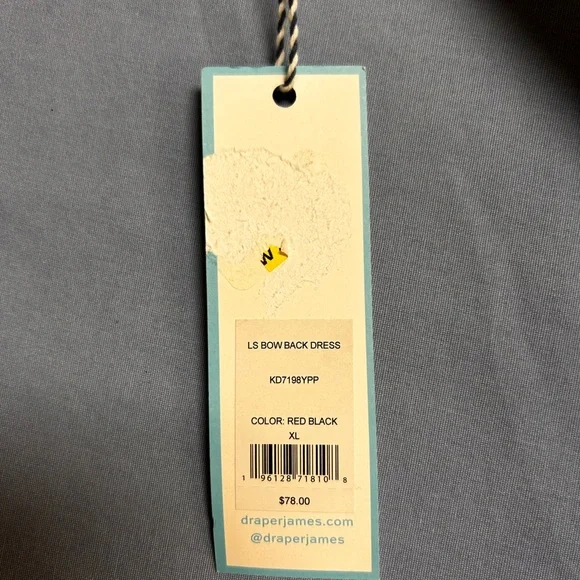 LS BOW BACK DRESS
KD7198YPP
COLOR: RED BLACK
XL
1 96128 71810 8
$78.00
draperjames.com
@draperjames